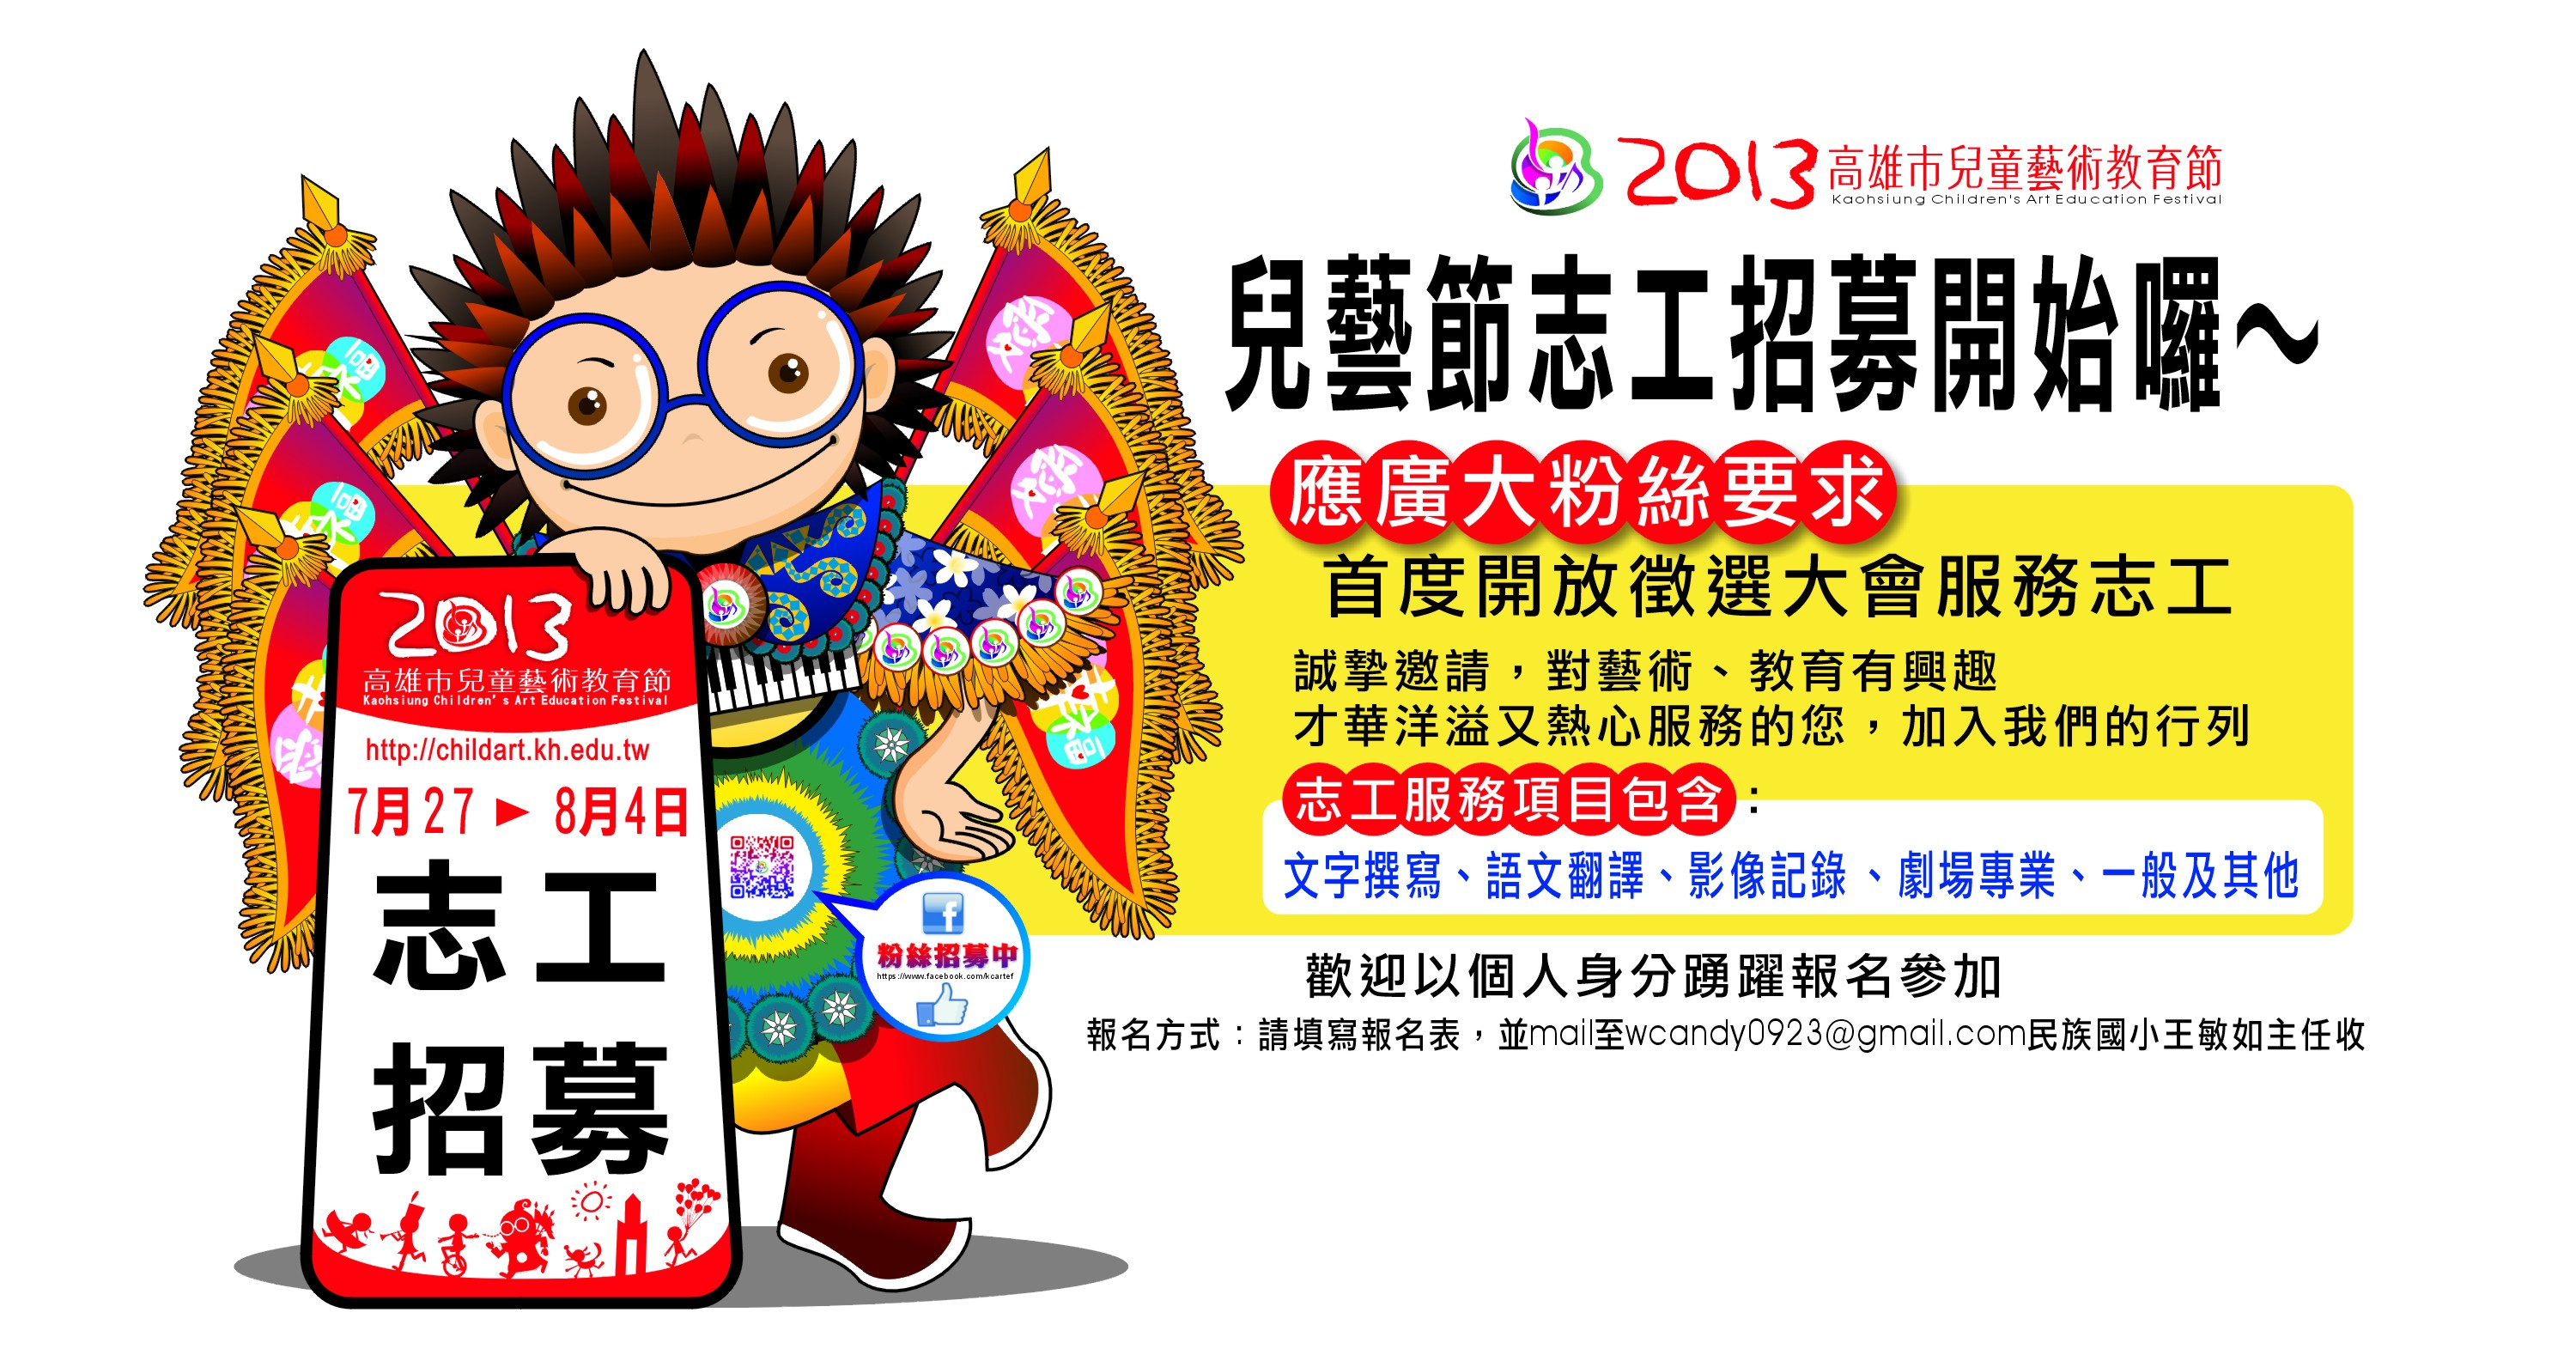 2013高雄市兒童藝術教育節
Kaohsiung Children's Art Education Festival
兒藝節志工招募開始囉~
應廣大粉絲要求
首度開放徵選大會服務志工
誠摯邀請，對藝術、教育有興趣
才華洋溢又熱心服務的您，加入我們的行列
志工服務項目包含：
文字撰寫、語文翻譯、影像記錄、劇場專業、一般及其他
歡迎以個人身分踴躍報名參加
報名方式：請填寫報名表，並mail至wcandy0923@gmail.com民族國小王敏如主任收
2013
高雄市兒童藝術教育節
Kaohsiung Children's Art Education Festival
http://childart.kh.edu.tw
7月27 ► 8月4日
志工
招募
粉絲招募中
https://www.facebook.com/kcartef